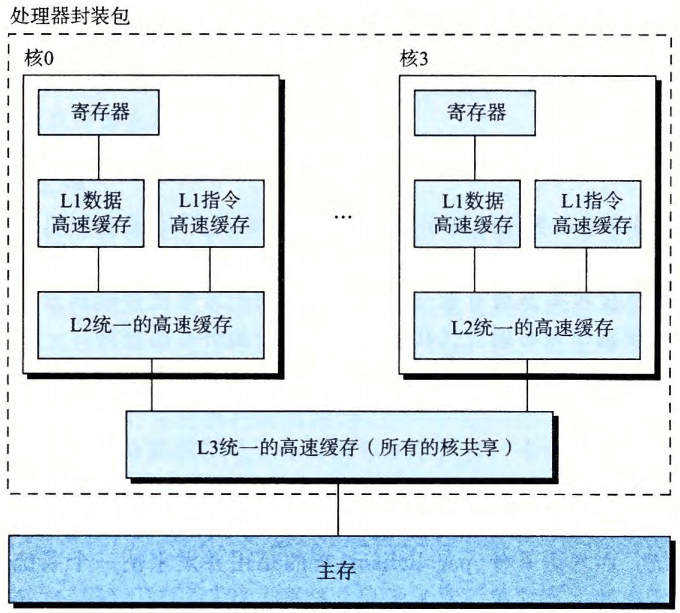 处理器封装包
核0
核3
寄存器
寄存器
L1数据
高速缓存
L1指令
高速缓存
...
L1数据
高速缓存
L1指令
高速缓存
L2统一的高速缓存
L2统一的高速缓存
L3统一的高速缓存(所有的核共享)
主存